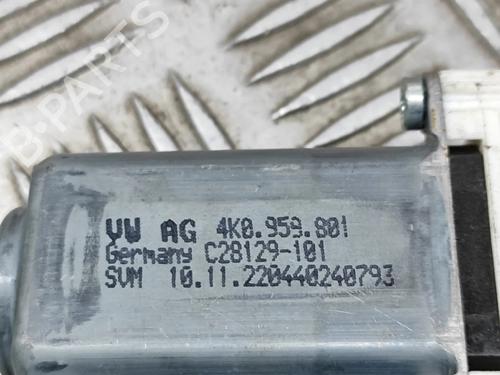 B-PARTS
VW AG 4K0.959.801
Germany C28129-101
SVM 10.11.220440240793